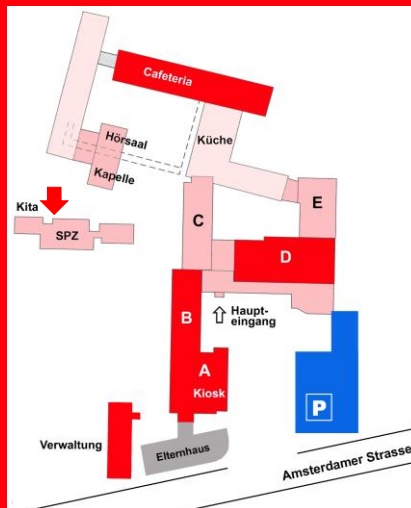 Cafeteria
Küche
Hörsaal
Kapelle
Kita
SPZ
C
E
D
B
Haupt-
eingang
A
Kiosk
P
Verwaltung
Elternhaus
Amsterdamer Strasse